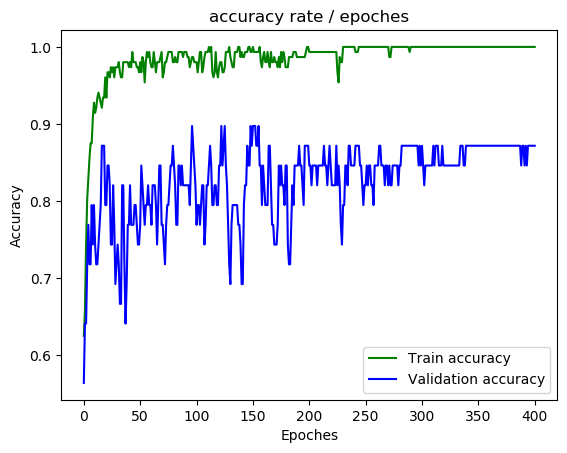 accuracy rate / epoches
1.0
0.9
0.8
0.7
0.6
Accuracy
0
50
100
150
200
250
300
350
400
Epoches
Train accuracy
Validation accuracy